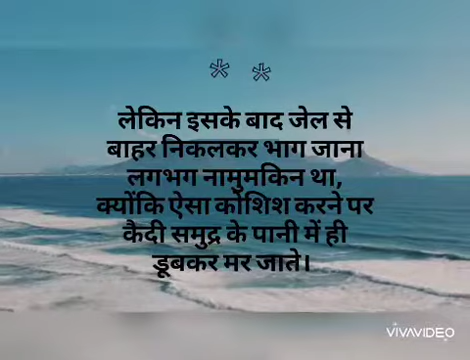 * *
लेकिन इसके बाद जेल से
बाहर निकलकर भाग जाना
लगभग नामुमकिन था,
क्योंकि ऐसा कोशिश करने पर
कैदी समुद्र के पानी में ही
डूबकर मर जाते।
VIVAVIDEO